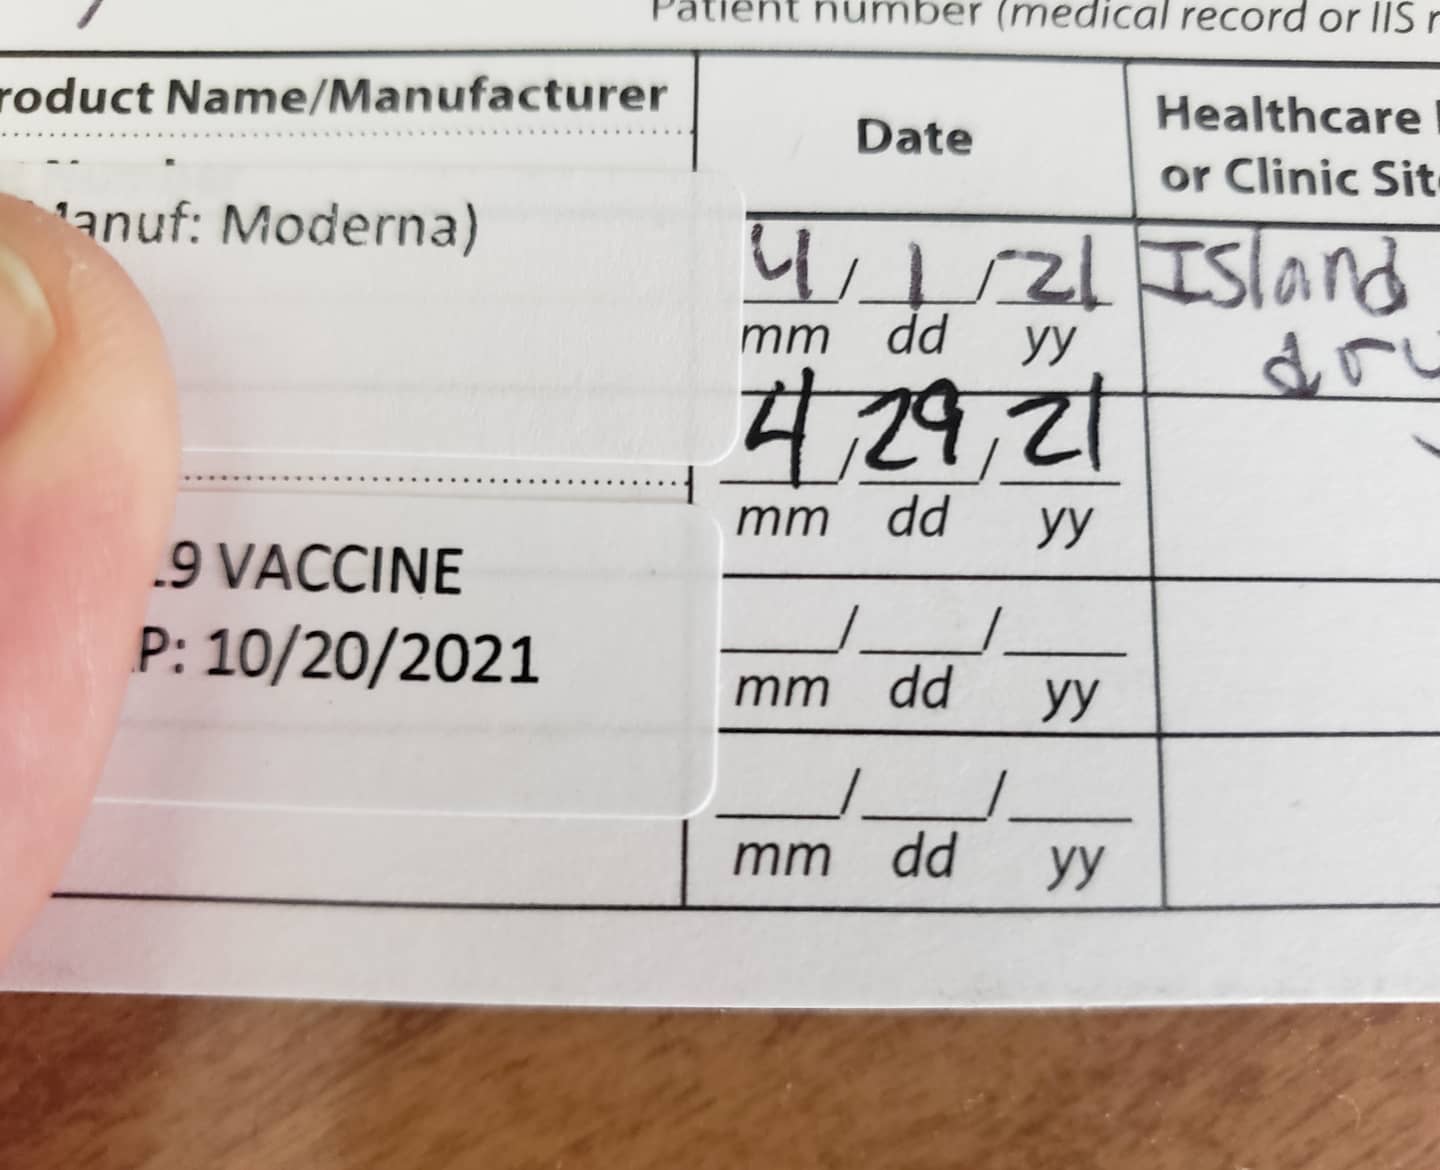 Patient number (medical record or IIS r
roduct Name/Manufacturer
Date
Healthcare
or Clinic Sit
anuf: Moderna)
4/1/21
mm dd yy
Island
dru
4/29/21
mm dd yy
.9 VACCINE
P: 10/20/2021
/ /
mm dd yy
/ /
mm dd yy